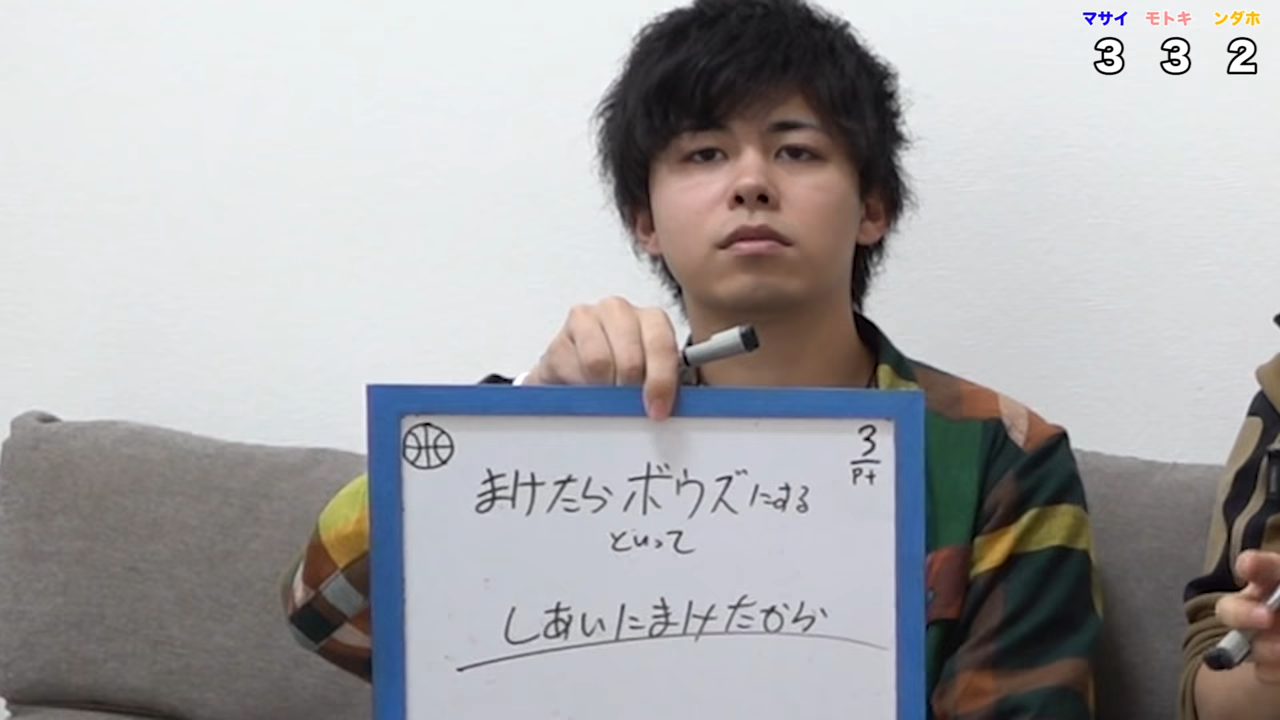 マサイ モトキ ンダホ
3 3 2
3
Pt
まけたらボウズにする
といって
しあいにまけたから